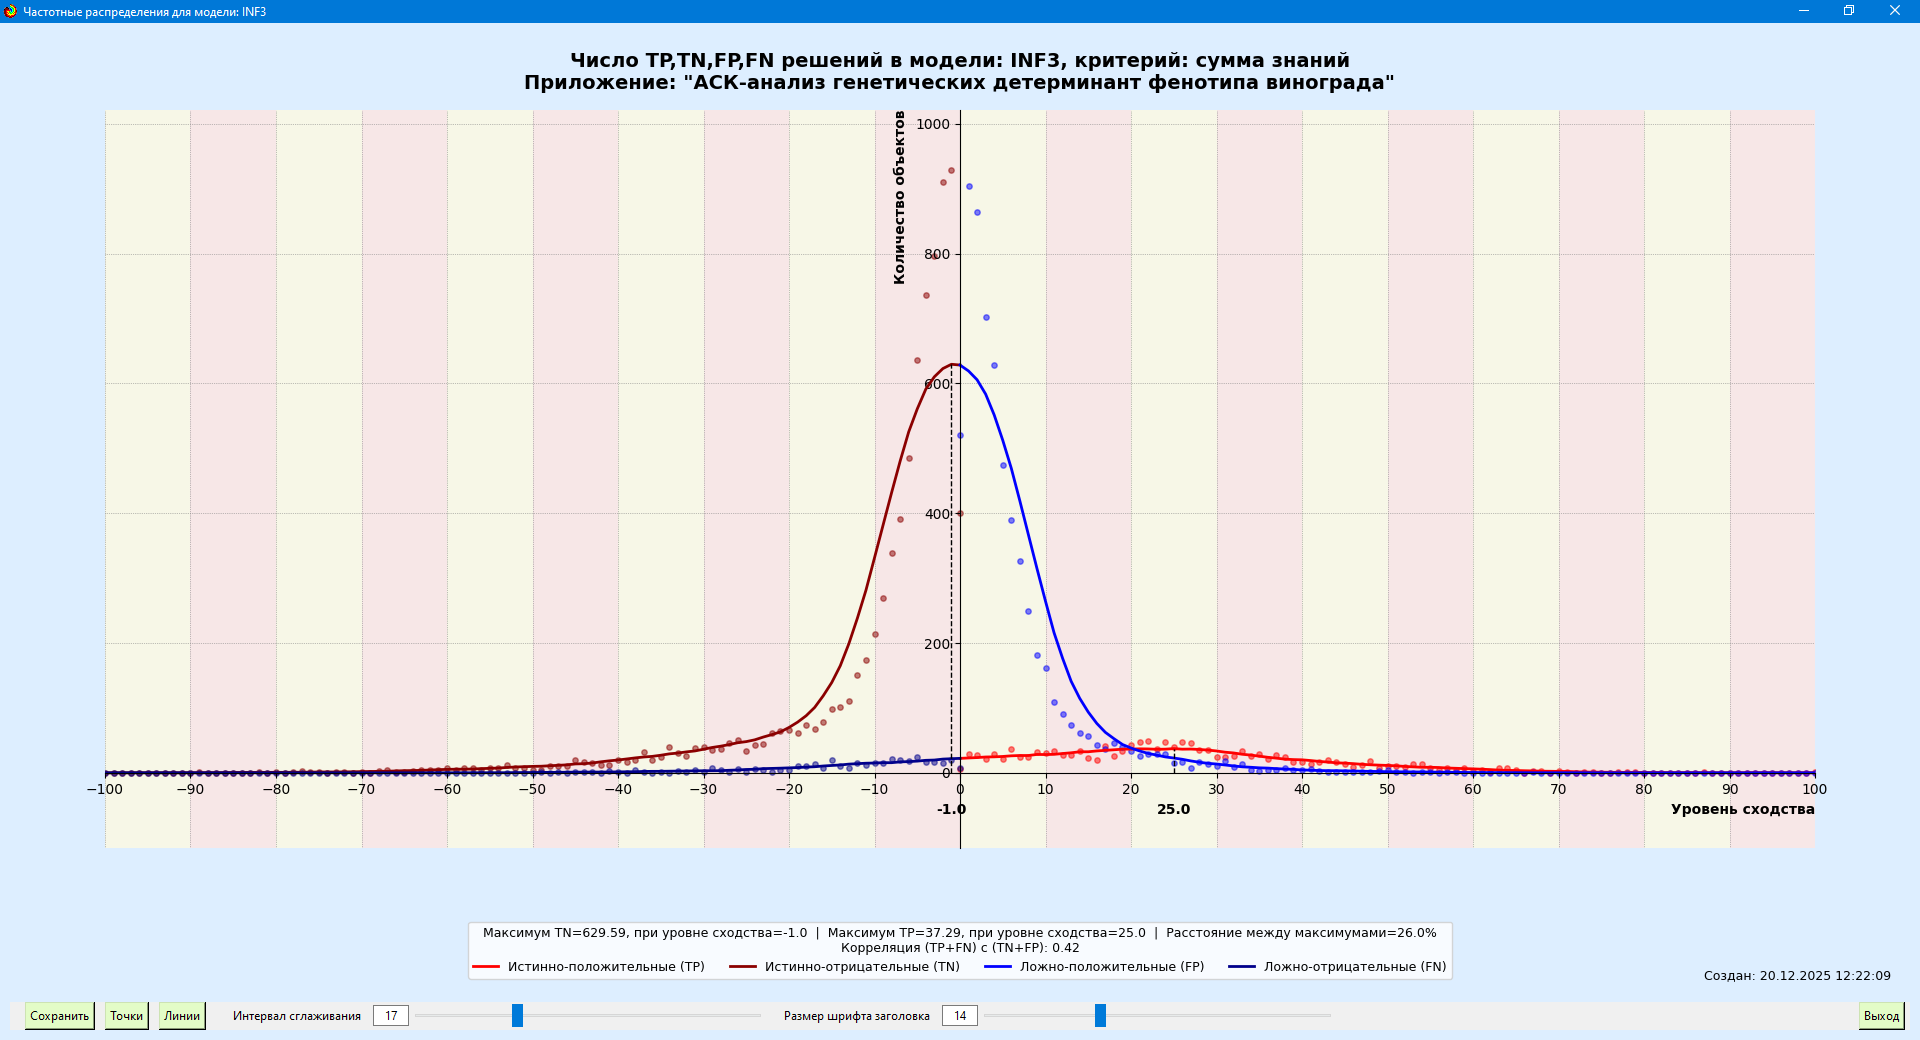 Частотные распределения для модели: INF3
Число TP,TN,FP,FN решений в модели: INF3, критерий: сумма знаний
Приложение: "АСК-анализ генетических детерминант фенотипа винограда"
Количество объектов
1000
800
600
400
200
0
−100 −90 −80 −70 −60 −50 −40 −30 −20 −10 0 10 20 30 40 50 60 70 80 90 100
-1.0 25.0 Уровень сходства
Максимум TN=629.59, при уровне сходства=-1.0 | Максимум TP=37.29, при уровне сходства=25.0 | Расстояние между максимумами=26.0%
Корреляция (TP+FN) с (TN+FP): 0.42
Истинно-положительные (TP) Истинно-отрицательные (TN) Ложно-положительные (FP) Ложно-отрицательные (FN)
Создан: 20.12.2025 12:22:09
Сохранить Точки Линии Интервал сглаживания 17 Размер шрифта заголовка 14 Выход